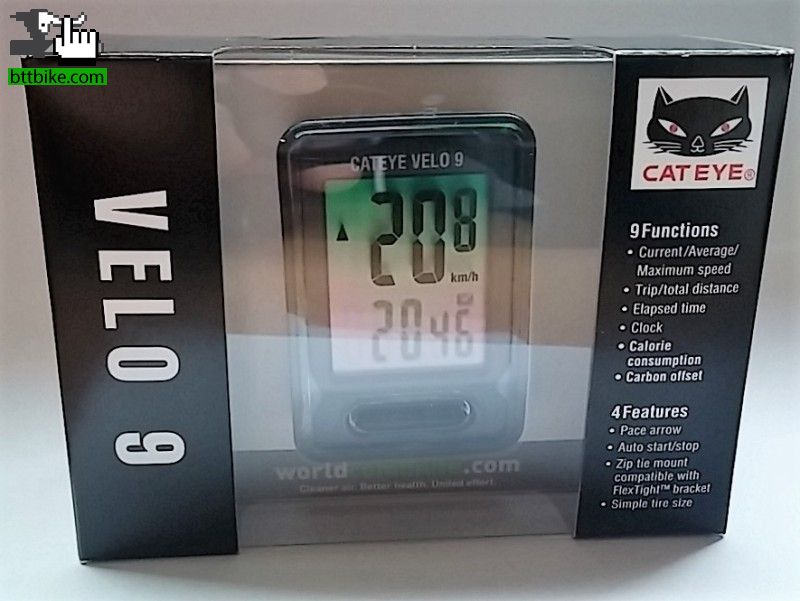 bttbike.com
VELO 9
CATEYE VELO 9
208
km/h
2046
world
.com
Cleaner air. Better health. United effort.
CATEYE®
9 Functions
• Current/Average/
Maximum speed
• Trip/total distance
• Elapsed time
• Clock
• Calorie
consumption
• Carbon offset
4 Features
• Pace arrow
• Auto start/stop
• Zip tie mount
compatible with
FlexTight™ bracket
• Simple tire size